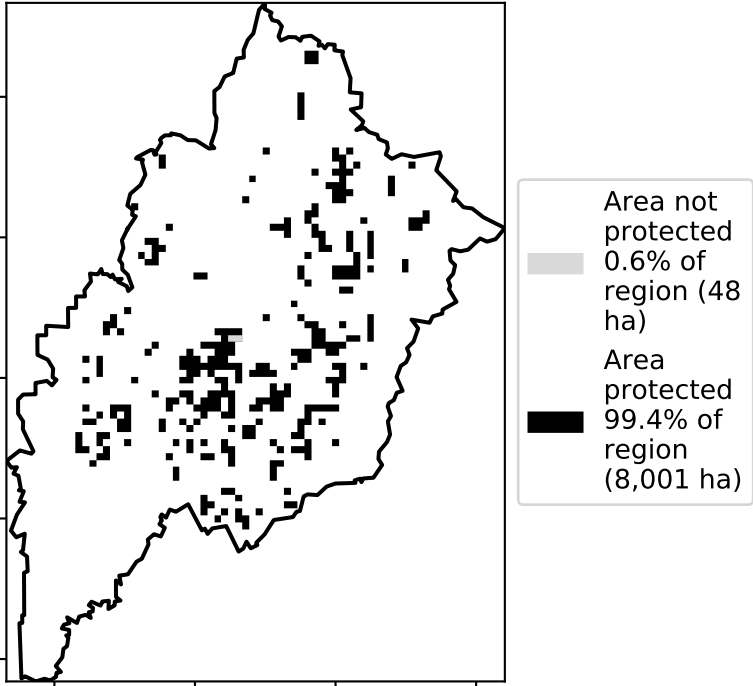 Area not
protected
0.6% of
region (48
ha)
Area
protected
99.4% of
region
(8,001 ha)